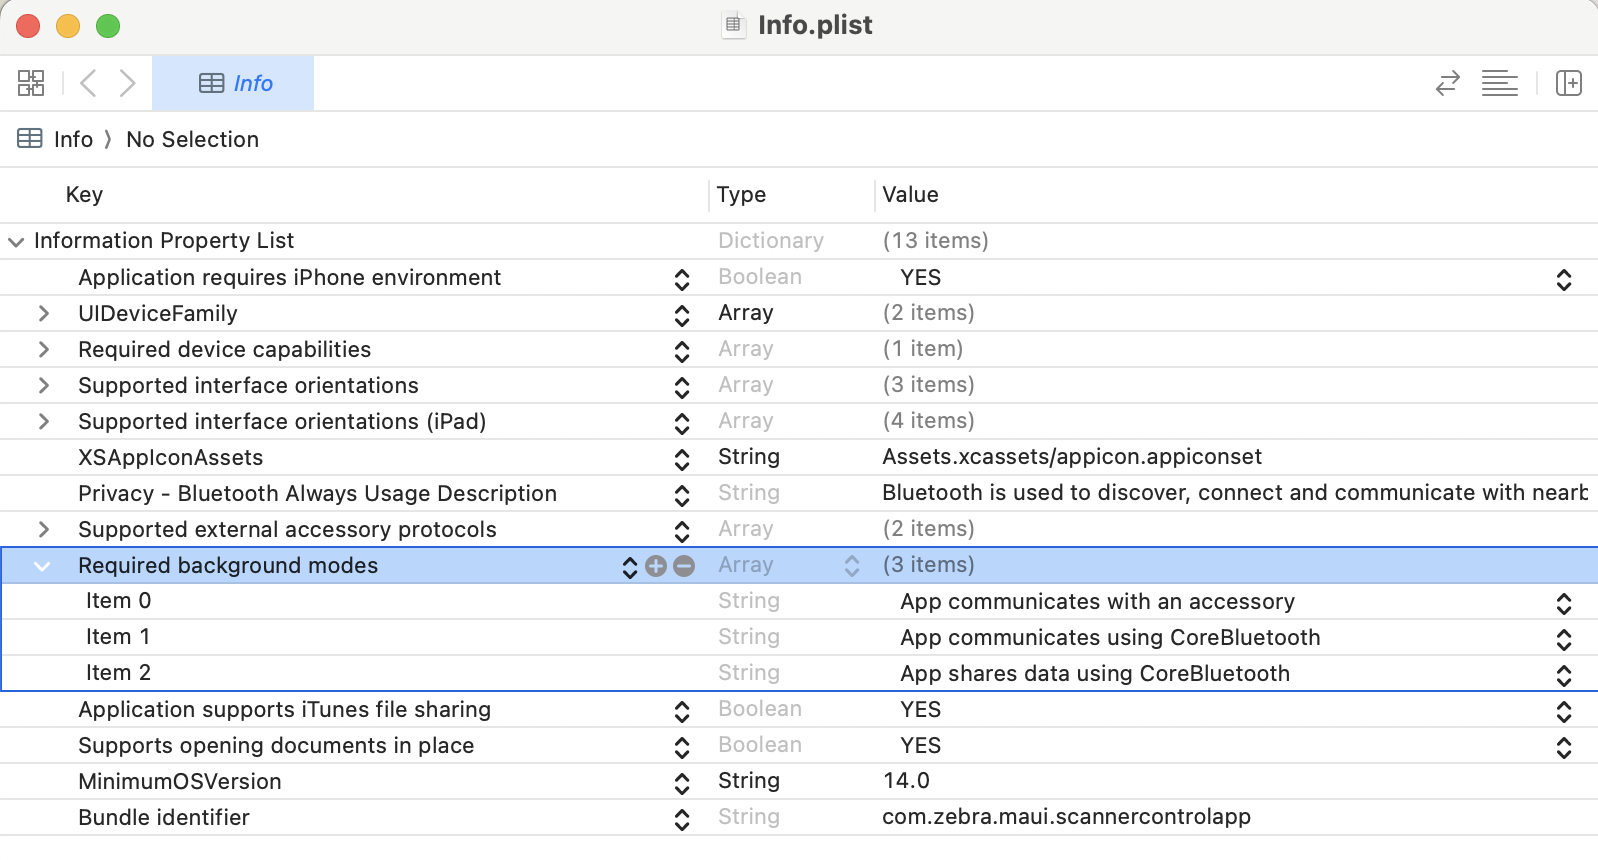 Info.plist
Info
Info 〉 No Selection
Key Type Value
Information Property List Dictionary (13 items)
Application requires iPhone environment Boolean YES
UIDeviceFamily Array (2 items)
Required device capabilities Array (1 item)
Supported interface orientations Array (3 items)
Supported interface orientations (iPad) Array (4 items)
XSAppIconAssets String Assets.xcassets/appicon.appiconset
Privacy - Bluetooth Always Usage Description String Bluetooth is used to discover, connect and communicate with nearb
Supported external accessory protocols Array (2 items)
Required background modes Array (3 items)
Item 0 String App communicates with an accessory
Item 1 String App communicates using CoreBluetooth
Item 2 String App shares data using CoreBluetooth
Application supports iTunes file sharing Boolean YES
Supports opening documents in place Boolean YES
MinimumOSVersion String 14.0
Bundle identifier String com.zebra.maui.scannercontrolapp